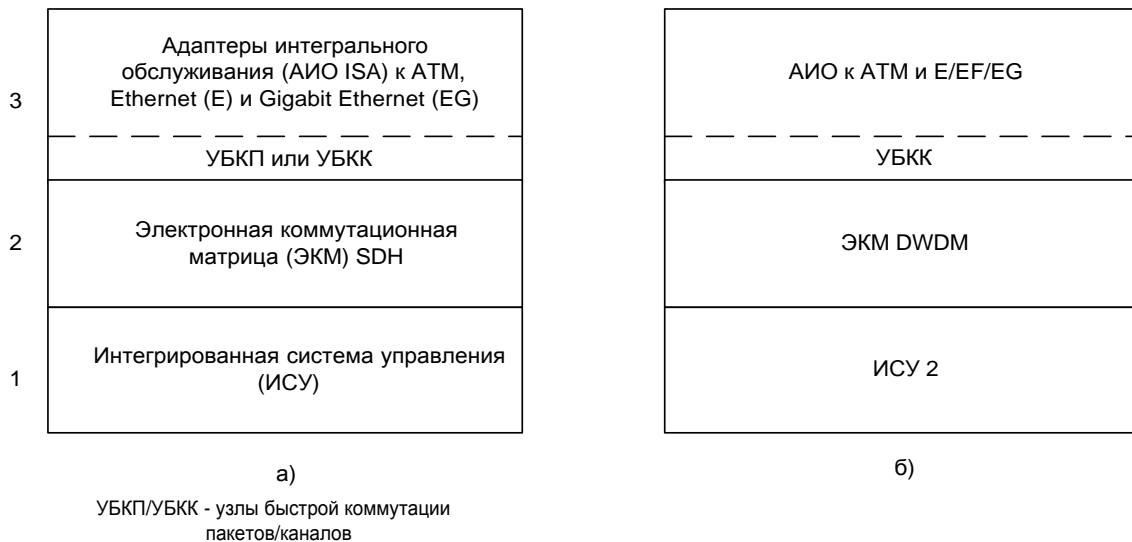 Адаптеры интегрального
обслуживания (АИО ISA) к ATM,
Ethernet (E) и Gigabit Ethernet (EG)
3
УБКП или УБКК
Электронная коммутационная
матрица (ЭКМ) SDH
2
Интегрированная система управления
(ИСУ)
1
а)
УБКП/УБКК - узлы быстрой коммутации
пакетов/каналов
АИО к ATM и E/EF/EG
УБКК
ЭКМ DWDM
ИСУ 2
б)